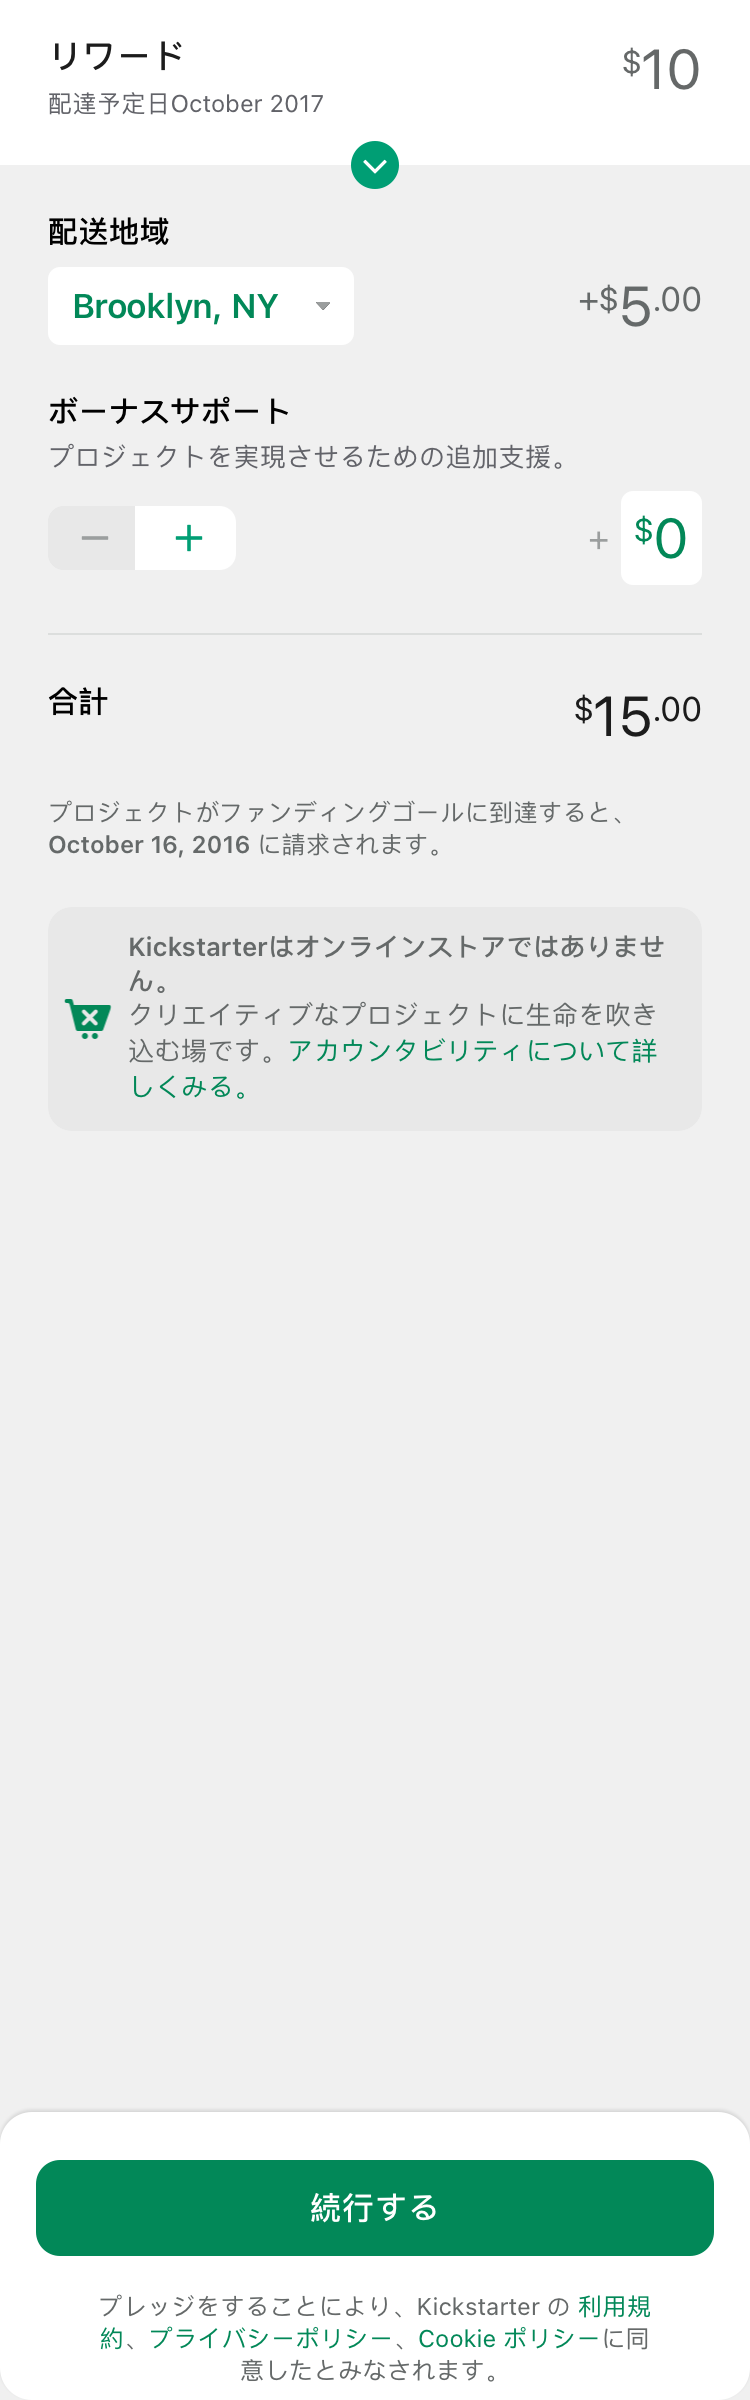 リワード
$10
配達予定日October 2017
配送地域
Brooklyn, NY
+$5.00
ボーナスサポート
プロジェクトを実現させるための追加支援。
+ $0
合計
$15.00
プロジェクトがファンディングゴールに到達すると、
October 16, 2016 に請求されます。
Kickstarterはオンラインストアではありませ
ん。
クリエイティブなプロジェクトに生命を吹き
込む場です。アカウンタビリティについて詳
しくみる。
続行する
プレッジをすることにより、Kickstarter の 利用規
約、プライバシーポリシー、Cookie ポリシーに同
意したとみなされます。